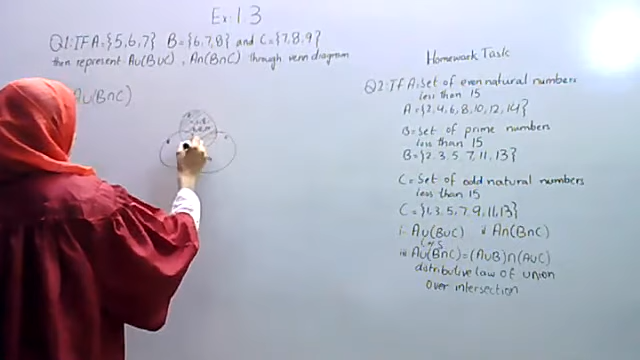 Ex: 1.3
Q1: If A={5,6,7} B={6,7,8} and C={7,8,9}
then represent A∪(B∪C), A∩(B∩C) through venn diagram
A∪(B∩C)
Homework Task
Q2: If A=Set of even natural numbers
less than 15
A={2,4,6,8,10,12,14}
B=Set of prime numbers
less than 15
B={2,3,5,7,11,13}
C=Set of odd natural numbers
less than 15
C={1,3,5,7,9,11,13}
i. A∪(B∪C) ii A∩(B∩C)
iii A∪(B∩C)=(A∪B)∩(A∪C)
distributive law of union
over intersection